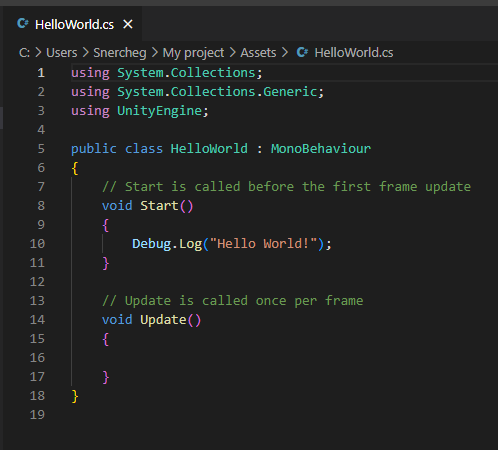 HelloWorld.cs
C: > Users > Snercheg > My project > Assets > HelloWorld.cs
1 using System.Collections;
2 using System.Collections.Generic;
3 using UnityEngine;
4
5 public class HelloWorld : MonoBehaviour
6 {
7     // Start is called before the first frame update
8     void Start()
9     {
10         Debug.Log("Hello World!");
11     }
12
13     // Update is called once per frame
14     void Update()
15     {
16
17     }
18 }
19